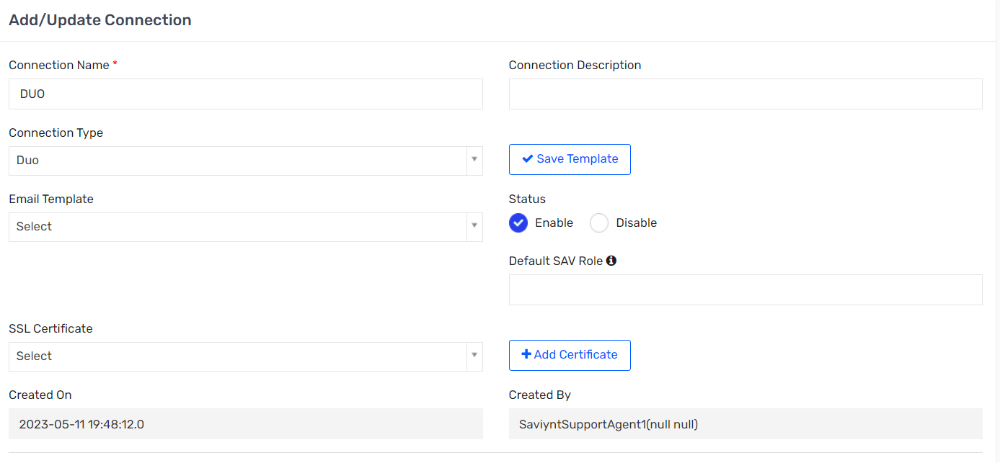 Add/Update Connection
Connection Name *
Connection Description
DUO
Connection Type
Duo
Save Template
Email Template
Status
Select
Enable
Disable
Default SAV Role
SSL Certificate
Select
Add Certificate
Created On
Created By
2023-05-11 19:48:12.0
SaviyntSupportAgent1(null null)